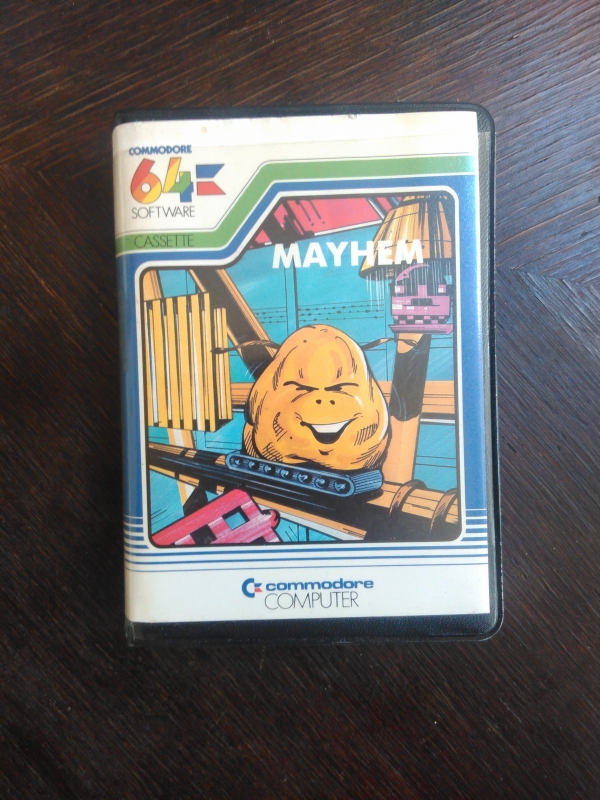 COMMODORE
64
SOFTWARE
CASSETTE
MAYHEM
commodore
COMPUTER